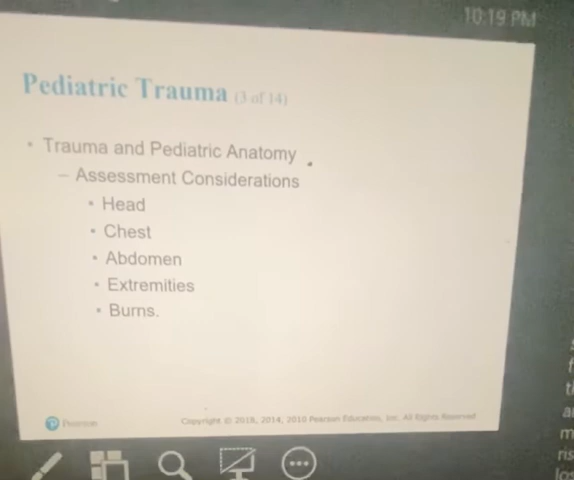 10:19 PM
Pediatric Trauma (3 of 14)
• Trauma and Pediatric Anatomy
– Assessment Considerations
• Head
• Chest
• Abdomen
• Extremities
• Burns.
Pearson
Copyright © 2018, 2014, 2010 Pearson Education, Inc. All Rights Reserved